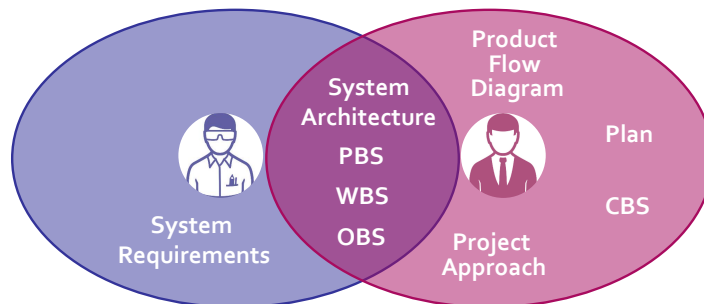 System
Requirements
System
Architecture
PBS
WBS
OBS
Product
Flow
Diagram
Plan
CBS
Project
Approach